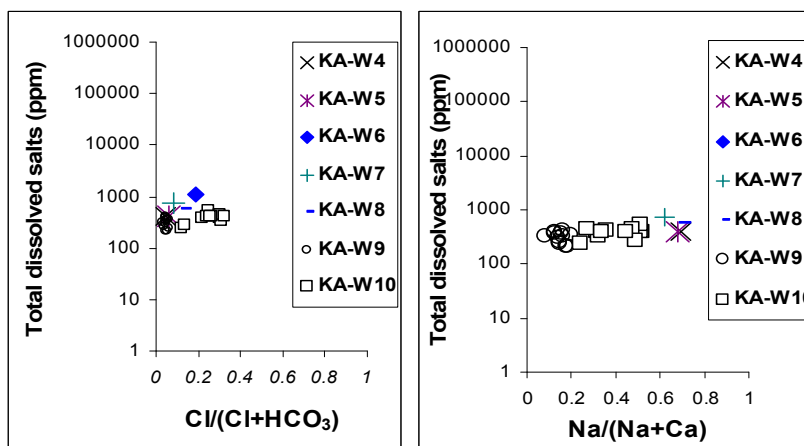 Total dissolved salts (ppm)
1000000
100000
10000
1000
100
10
1
0
0.2
0.4
0.6
0.8
1
Cl/(Cl+HCO3)
KA-W4
KA-W5
KA-W6
KA-W7
KA-W8
KA-W9
KA-W10
Total dissolved salts (ppm)
1000000
100000
10000
1000
100
10
1
0
0.2
0.4
0.6
0.8
1
Na/(Na+Ca)
KA-W4
KA-W5
KA-W6
KA-W7
KA-W8
KA-W9
KA-W10